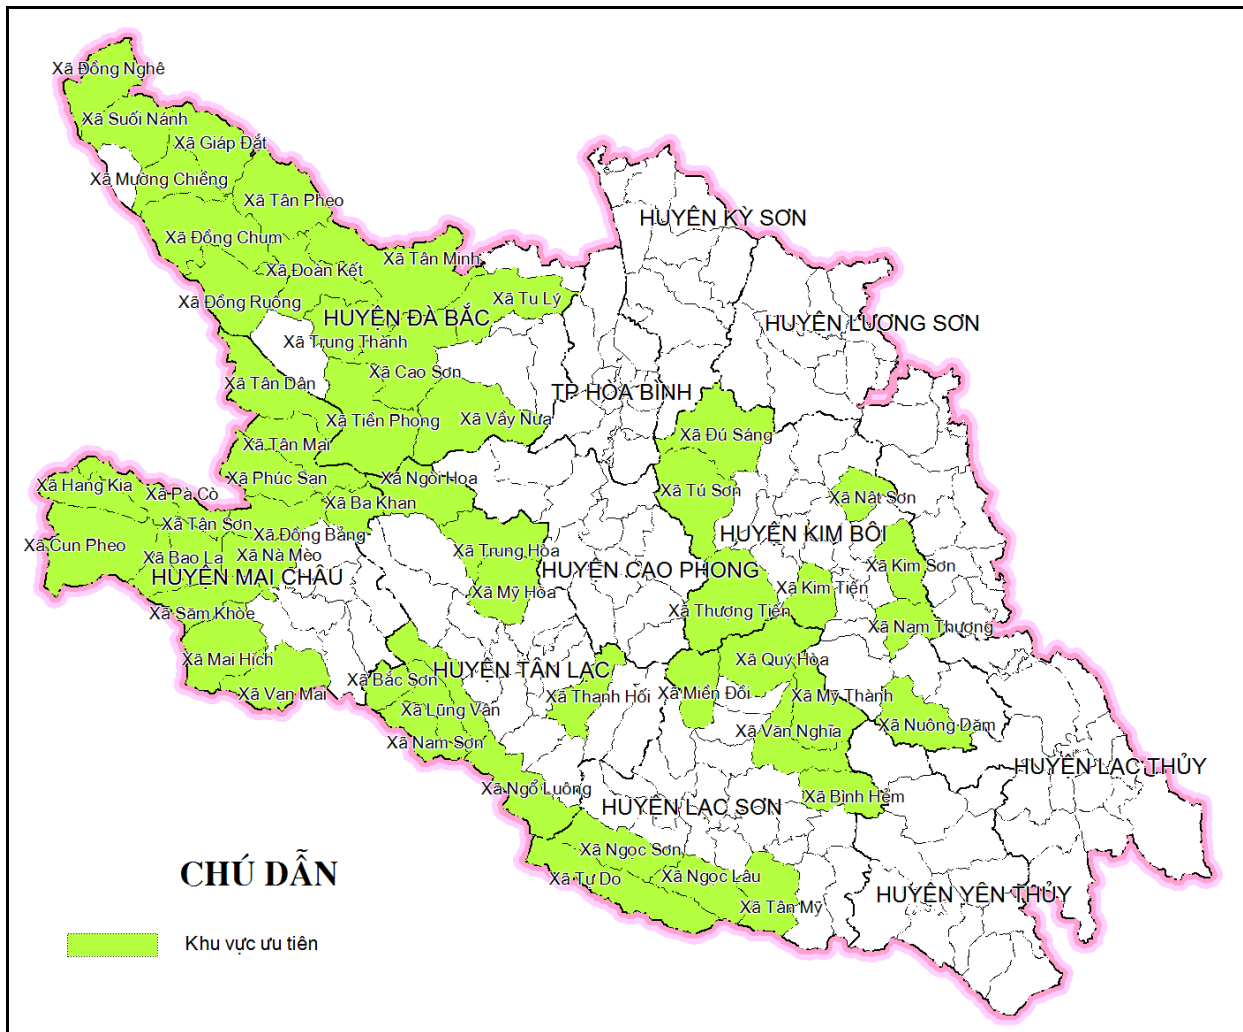 Xã Đồng Nghê
Xã Suối Nánh
Xã Giáp Đắt
Xã Mường Chiềng
Xã Tân Pheo
HUYỆN KỲ SƠN
Xã Đồng Chum
Xã Tân Minh
Xã Đoàn Kết
Xã Đồng Ruộng
Xã Tu Lý
HUYỆN ĐÀ BẮC
HUYỆN LƯƠNG SƠN
Xã Trung Thành
Xã Cao Sơn
Xã Tân Dân
TP HÒA BÌNH
Xã Tiền Phong
Xã Vầy Nưa
Xã Đú Sáng
Xã Tân Mai
Xã Phúc Sạn
Xã Ngòi Hoa
Xã Hang Kia
Xã Pà Cò
Xã Tú Sơn
Xã Nật Sơn
Xã Ba Khan
Xã Tân Sơn
Xã Đồng Bảng
HUYỆN KIM BÔI
Xã Cun Pheo
Xã Bao La
Xã Nà Mèo
Xã Trung Hòa
HUYỆN MAI CHÂU
HUYỆN CAO PHONG
Xã Kim Sơn
Xã Mỹ Hòa
Xã Kim Tiến
Xã Săm Khòe
Xã Thượng Tiến
Xã Nam Thượng
Xã Mai Hịch
Xã Quý Hòa
HUYỆN TÂN LẠC
Xã Bắc Sơn
Xã Vạn Mai
Xã Thanh Hối
Xã Miền Đồi
Xã Mỹ Thành
Xã Lũng Vân
Xã Nuông Dăm
Xã Văn Nghĩa
Xã Nam Sơn
HUYỆN LẠC THỦY
Xã Ngổ Luông
Xã Bình Hẻm
HUYỆN LẠC SƠN
Xã Ngọc Sơn
CHÚ DẪN
Xã Tự Do
Xã Ngọc Lâu
HUYỆN YÊN THỦY
Xã Tân Mỹ
Khu vực ưu tiên